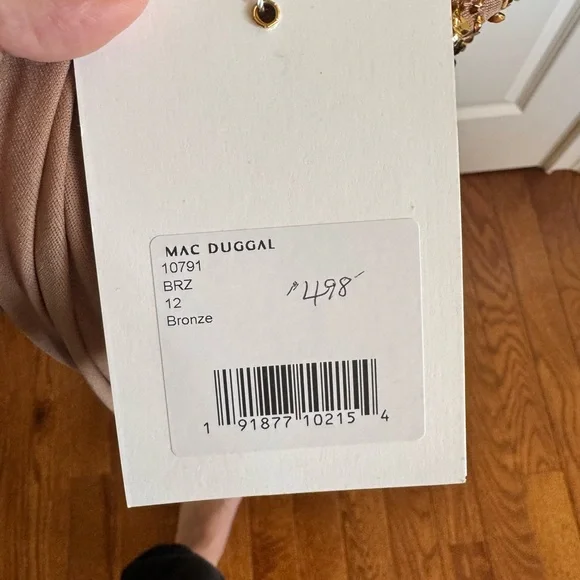 MAC DUGGAL
10791
BRZ
12
Bronze
$498
1 91877 10215 4